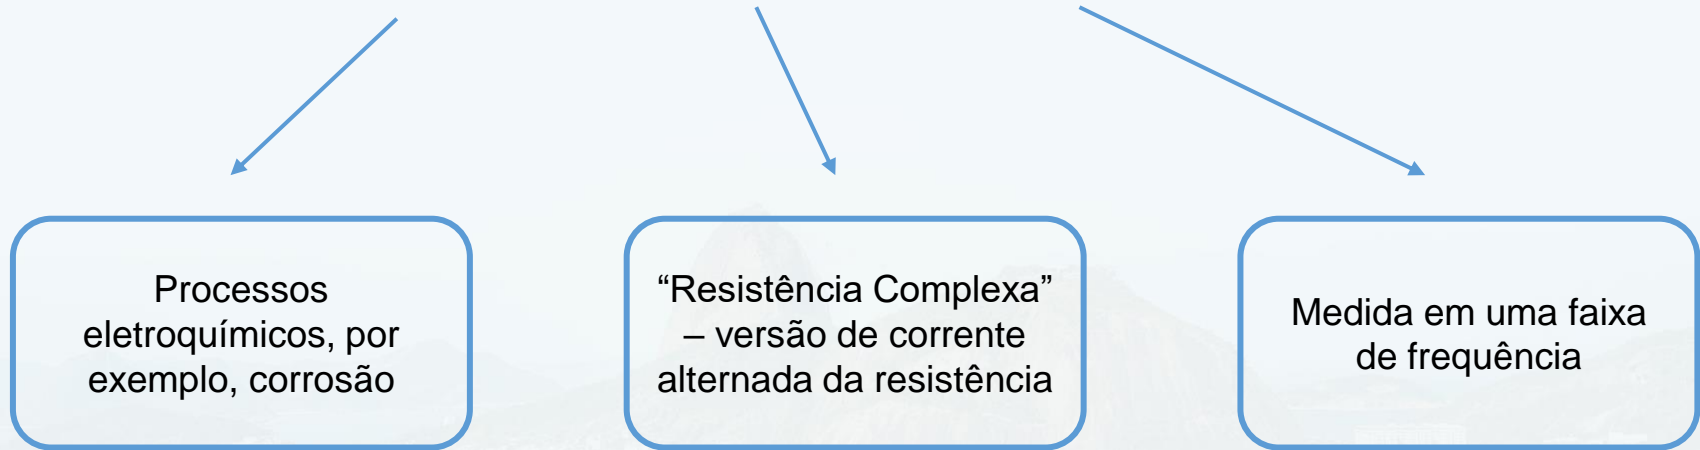 Processos
eletroquímicos, por
exemplo, corrosão
“Resistência Complexa”
– versão de corrente
alternada da resistência
Medida em uma faixa
de frequência